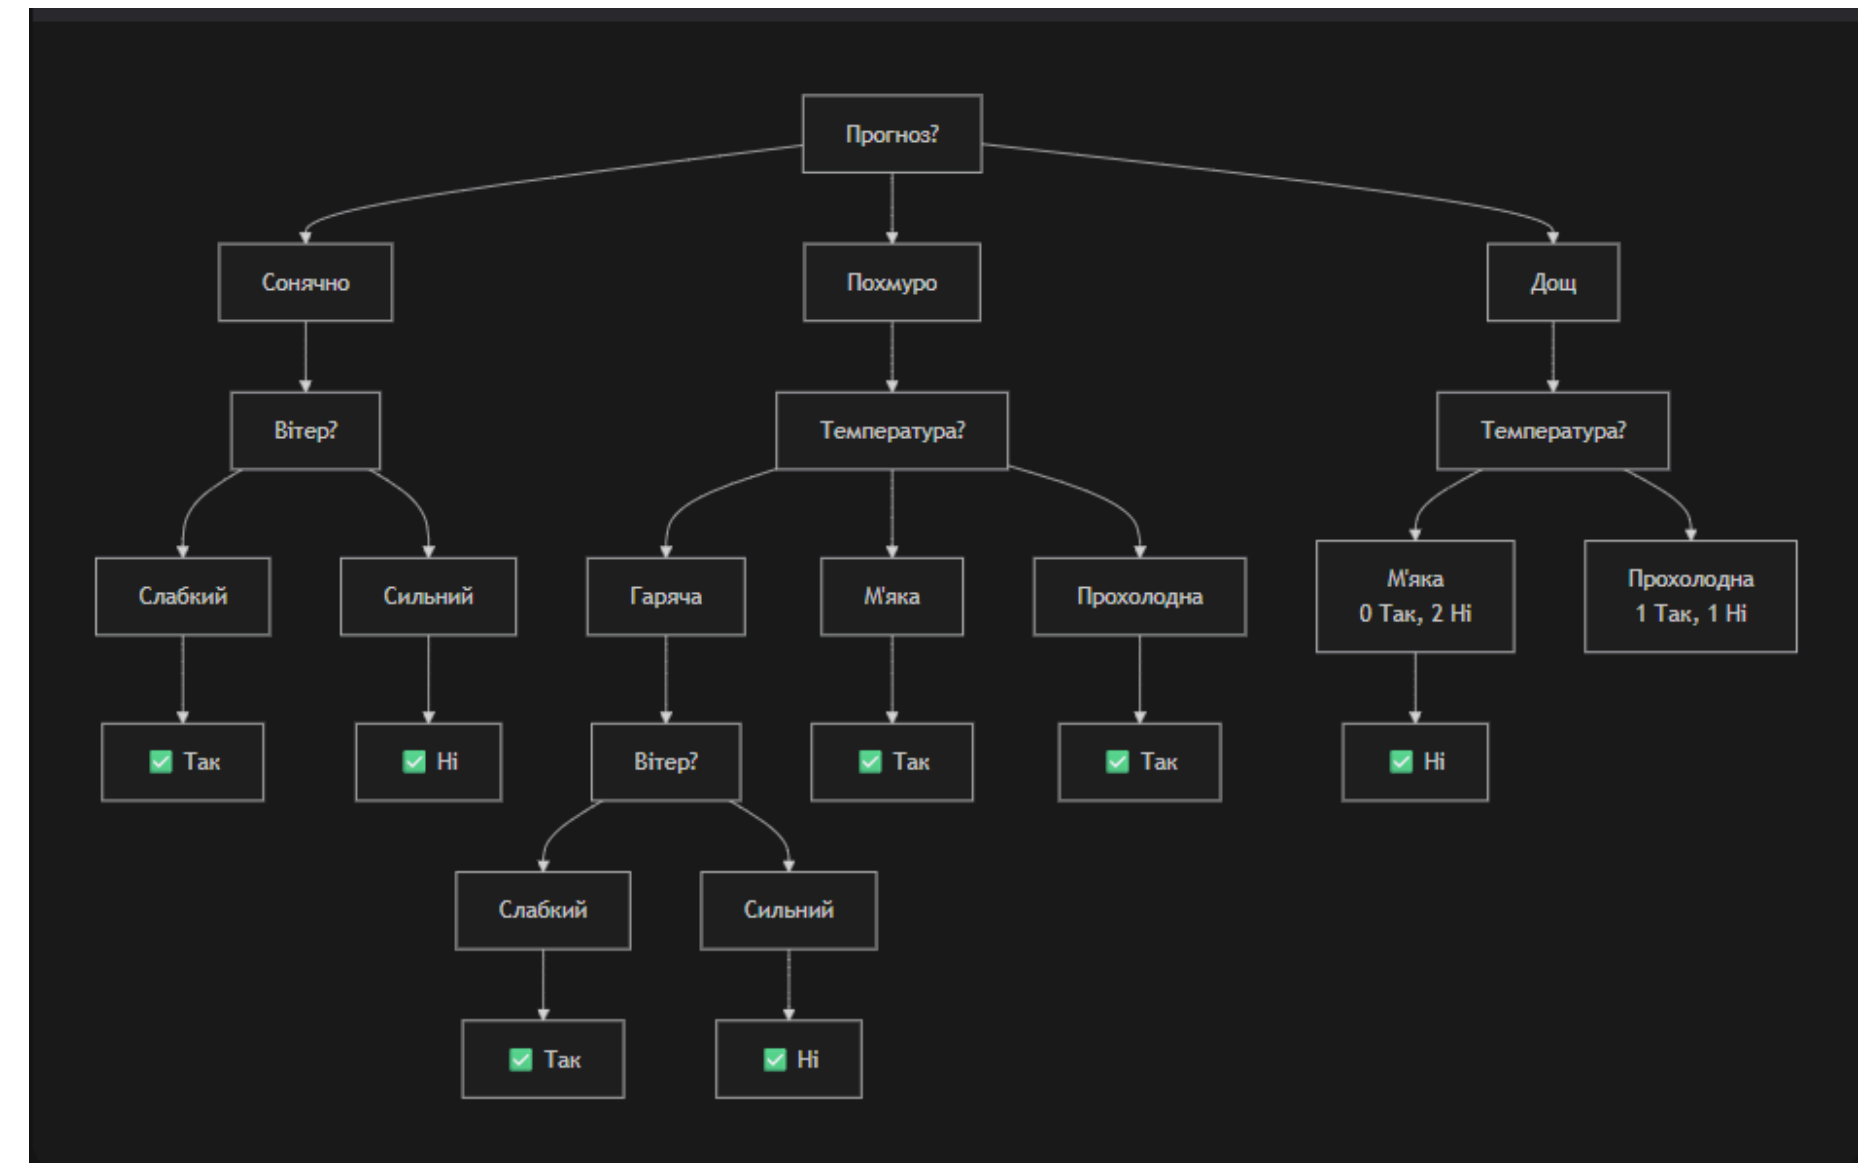 Прогноз?
Сонячно
Похмуро
Дощ
Вітер?
Температура?
Температура?
Слабкий
Сильний
Гаряча
М'яка
Прохолодна
М'яка
0 Так, 2 Ні
Прохолодна
1 Так, 1 Ні
✅ Так
✅ Ні
Вітер?
✅ Так
✅ Так
✅ Ні
Слабкий
Сильний
✅ Так
✅ Ні